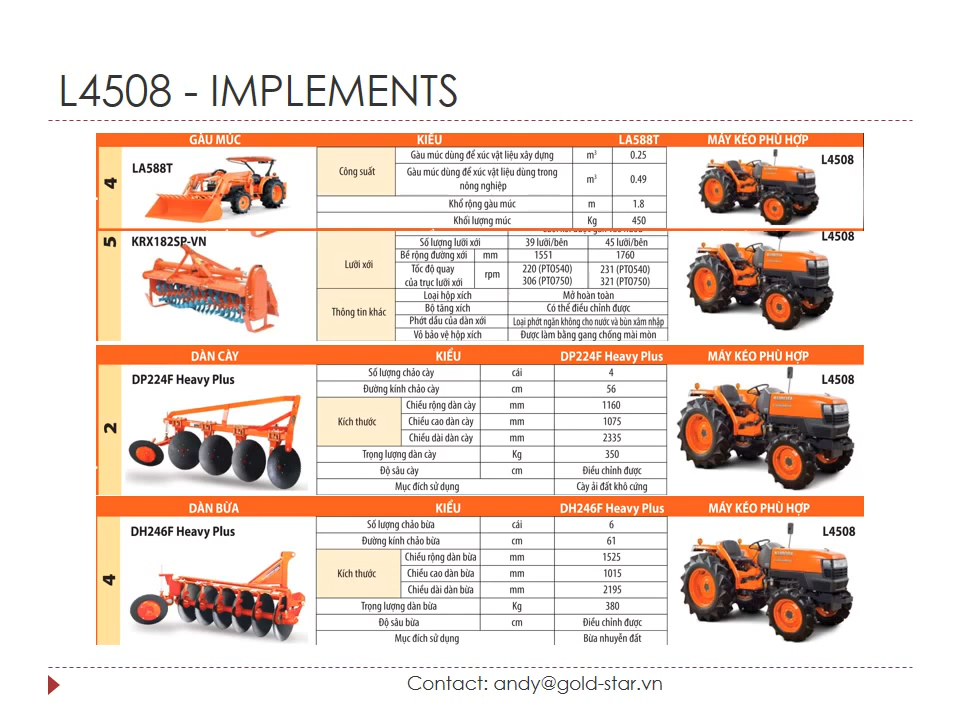 L4508 - IMPLEMENTS
GÀU MÚC KIỂU LA588T MÁY KÉO PHÙ HỢP
4 LA588T L4508
Công suất
Gàu múc dùng để xúc vật liệu xây dựng m³ 0.25
Gàu múc dùng để xúc vật liệu dùng trong
nông nghiệp m³ 0.49
Khổ rộng gàu múc m 1.8
Khối lượng múc Kg 450
5 KRX182SP-VN L4508
Lưỡi xới
Số lượng lưỡi xới 39 lưỡi/bên 45 lưỡi/bên
Bề rộng đường xới mm 1551 1760
Tốc độ quay
của trục lưỡi xới rpm
220 (PTO540) 231 (PTO540)
306 (PTO750) 321 (PTO750)
Thông tin khác
Loại hộp xích Mở hoàn toàn
Bộ tăng xích Có thể điều chỉnh được
Phớt dầu của dàn xới Loại phớt ngăn không cho nước và bùn xâm nhập
Vỏ bảo vệ hộp xích Được làm bằng gang chống mài mòn
DÀN CÀY KIỂU DP224F Heavy Plus MÁY KÉO PHÙ HỢP
2 DP224F Heavy Plus L4508
Số lượng chảo cày cái 4
Đường kính chảo cày cm 56
Kích thước
Chiều rộng dàn cày mm 1160
Chiều cao dàn cày mm 1075
Chiều dài dàn cày mm 2335
Trọng lượng dàn cày Kg 350
Độ sâu cày cm Điều chỉnh được
Mục đích sử dụng Cày ải đất khô cứng
DÀN BỪA KIỂU DH246F Heavy Plus MÁY KÉO PHÙ HỢP
4 DH246F Heavy Plus L4508
Số lượng chảo bừa cái 6
Đường kính chảo bừa cm 61
Kích thước
Chiều rộng dàn bừa mm 1525
Chiều cao dàn bừa mm 1015
Chiều dài dàn bừa mm 2195
Trọng lượng dàn bừa Kg 380
Độ sâu bừa cm Điều chỉnh được
Mục đích sử dụng Bừa nhuyễn đất
Contact: andy@gold-star.vn